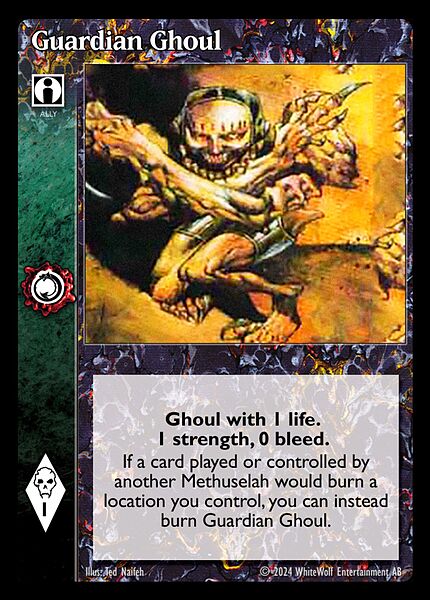 Guardian Ghoul
ALLY
Ghoul with 1 life.
1 strength, 0 bleed.
If a card played or controlled by
another Methuselah would burn a
location you control, you can instead
burn Guardian Ghoul.
1
Illus: Ted Naifeh
© 2024 WhiteWolf Entertainment AB